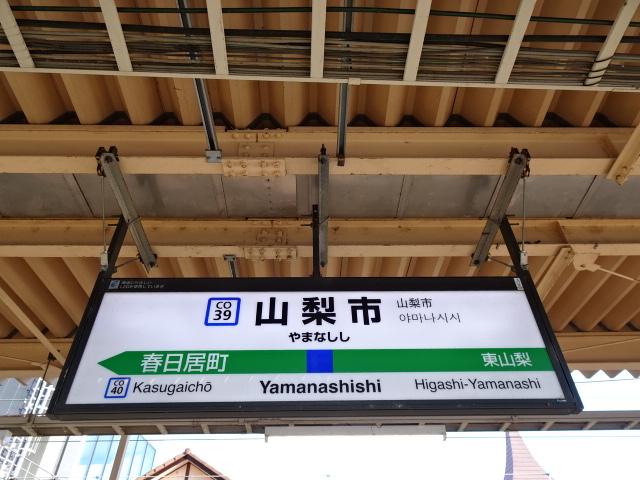 CO
39
山梨市
山梨市
야마나시시
やまなしし
春日居町
東山梨
CO
40
Kasugaichō
Yamanashishi
Higashi-Yamanashi